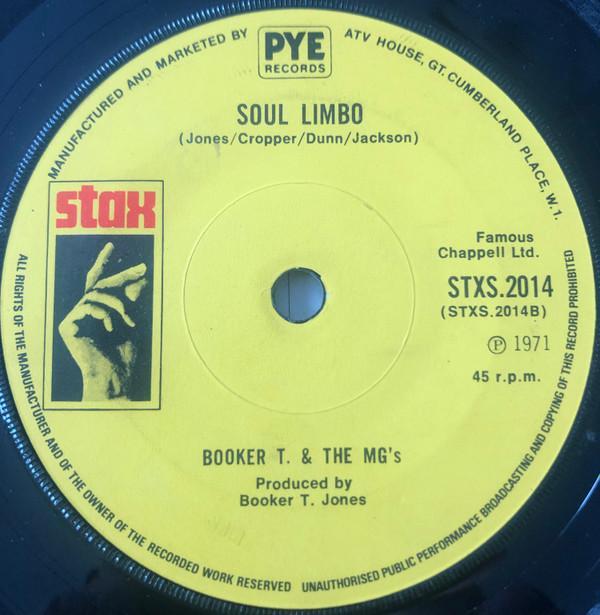 MANUFACTURED AND MARKETED BY PYE RECORDS ATV HOUSE, GT. CUMBERLAND PLACE, W.1.
SOUL LIMBO
(Jones/Cropper/Dunn/Jackson)
stax
Famous
Chappell Ltd.
STXS.2014
(STXS.2014B)
Ⓟ 1971
45 r.p.m.
BOOKER T. & THE MG's
Produced by
Booker T. Jones
ALL RIGHTS OF THE MANUFACTURER AND OF THE OWNER OF THE RECORDED WORK RESERVED UNAUTHORISED PUBLIC PERFORMANCE BROADCASTING AND COPYING OF THIS RECORD PROHIBITED